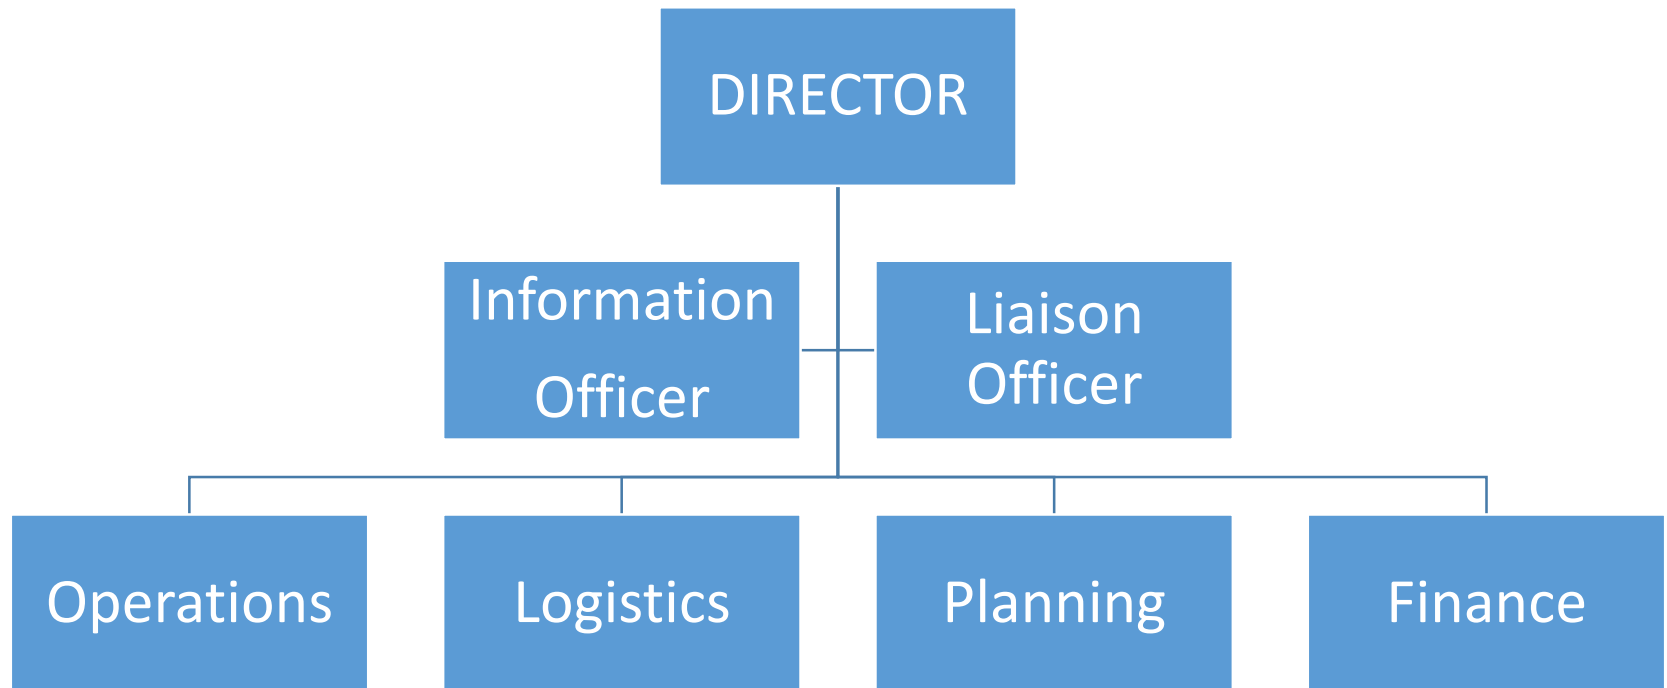 DIRECTOR
Information
Officer
Liaison
Officer
Operations
Logistics
Planning
Finance